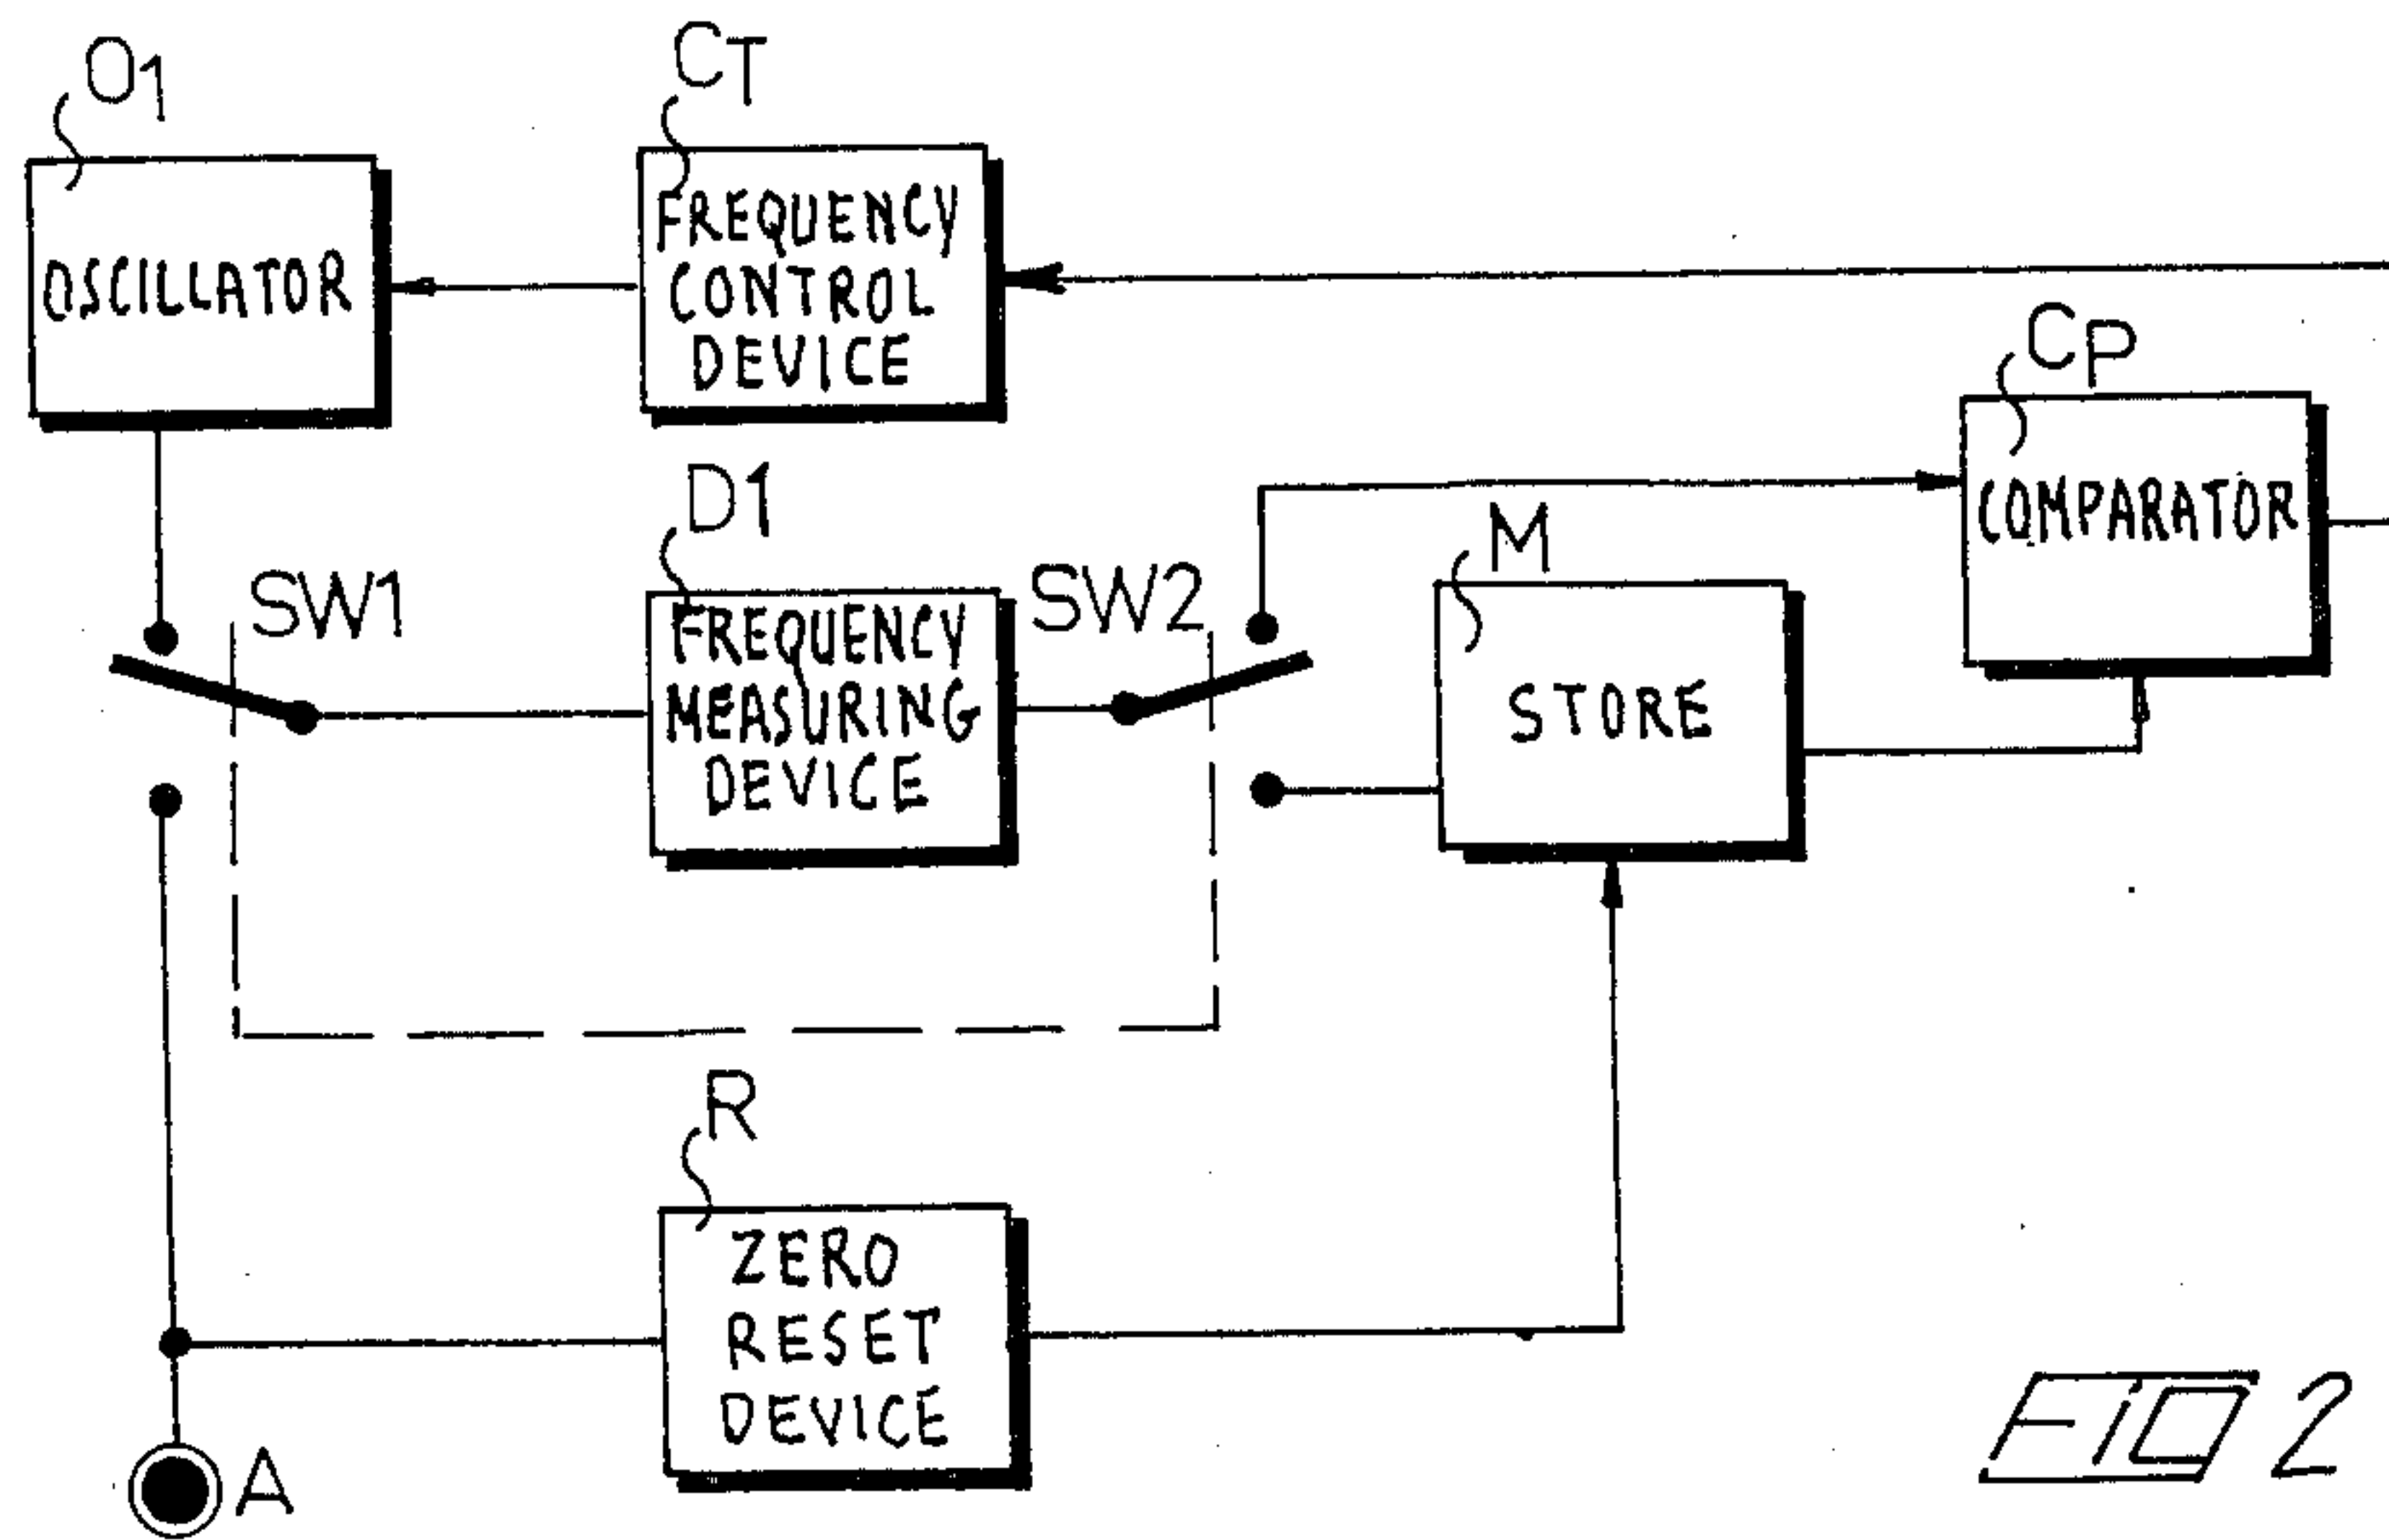 O1
CT
OSCILLATOR
FREQUENCY
CONTROL
DEVICE
CP
COMPARATOR
D1
SW1
FREQUENCY
MEASURING
DEVICE
SW2
M
STORE
R
ZERO
RESET
DEVICE
A
FIG 2